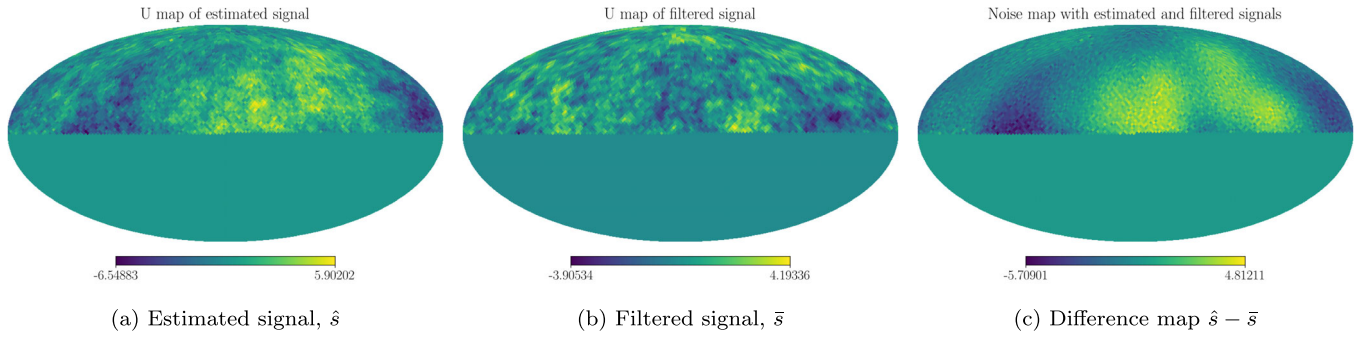 U map of estimated signal
U map of filtered signal
Noise map with estimated and filtered signals
-6.54883 5.90202
-3.90534 4.19336
-5.70901 4.81211
(a) Estimated signal, ŝ
(b) Filtered signal, s̄
(c) Difference map ŝ − s̄